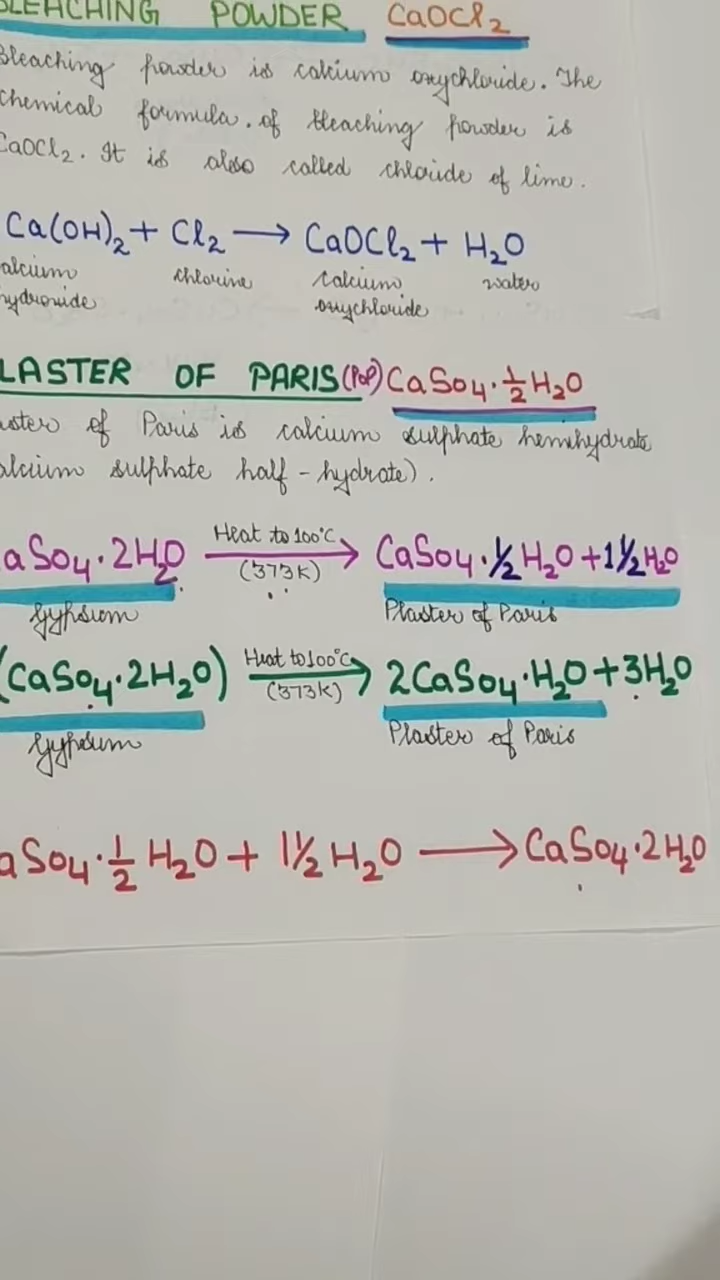 BLEACHING POWDER CaOCl₂
Bleaching powder is calcium oxychloride. The
chemical formula. of bleaching powder is
CaOCl₂. It is also called chloride of lime.
Ca(OH)₂ + Cl₂ → CaOCl₂ + H₂O
alcium chlorine calcium water
hydroxide oxychloride
LASTER OF PARIS (POP) CaSo₄·½H₂O
aster of Paris is calcium sulphate hemihydrate
alcium sulphate half-hydrate).
aSo₄·2H₂O Heat to 100°C (373K) → CaSo₄·½H₂O + 1½H₂O
Gypsum Plaster of Paris
(CaSo₄·2H₂O) Heat to 100°C (373K) → 2CaSo₄·H₂O + 3H₂O
Gypsum Plaster of Paris
aSo₄·½H₂O + 1½H₂O → CaSo₄·2H₂O